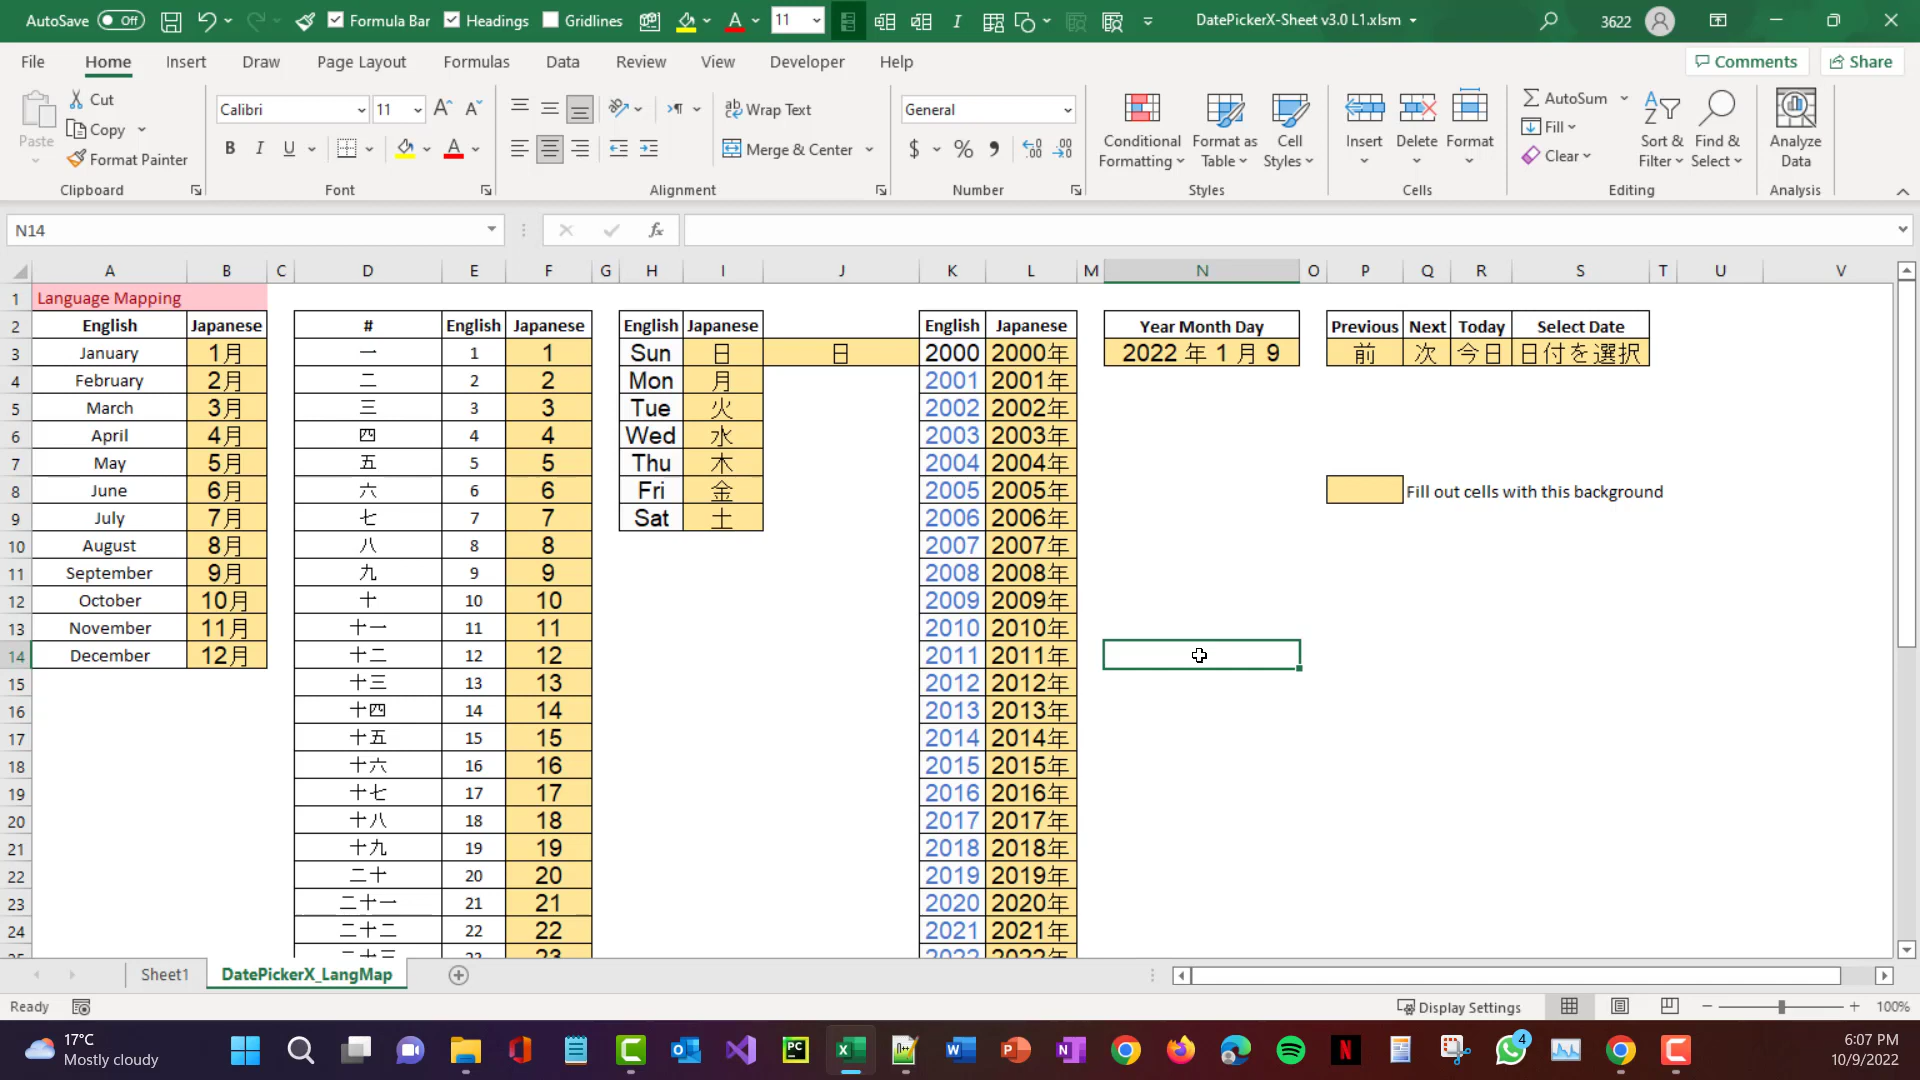 AutoSave Off Formula Bar Headings Gridlines 11 DatePickerX-Sheet v3.0 L1.xlsm 3622
File Home Insert Draw Page Layout Formulas Data Review View Developer Help Comments Share
Paste Cut Copy Format Painter Clipboard
Calibri 11 B I U Font
Wrap Text Merge & Center Alignment
General $ % Number
Conditional Formatting Format as Table Cell Styles Styles
Insert Delete Format Cells
AutoSum Fill Clear Sort & Filter Find & Select Editing
Analyze Data Analysis
N14 fx
A B C D E F G H I J K L M N O P Q R S T U V
1 Language Mapping
2 English Japanese # English Japanese English Japanese English Japanese Year Month Day Previous Next Today Select Date
3 January 1月 一 1 1 Sun 日 日 2000 2000年 2022 年 1 月 9 前 次 今日 日付を選択
4 February 2月 二 2 2 Mon 月 2001 2001年
5 March 3月 三 3 3 Tue 火 2002 2002年
6 April 4月 四 4 4 Wed 水 2003 2003年
7 May 5月 五 5 5 Thu 木 2004 2004年
8 June 6月 六 6 6 Fri 金 2005 2005年 Fill out cells with this background
9 July 7月 七 7 7 Sat 土 2006 2006年
10 August 8月 八 8 8 2007 2007年
11 September 9月 九 9 9 2008 2008年
12 October 10月 十 10 10 2009 2009年
13 November 11月 十一 11 11 2010 2010年
14 December 12月 十二 12 12 2011 2011年
15 十三 13 13 2012 2012年
16 十四 14 14 2013 2013年
17 十五 15 15 2014 2014年
18 十六 16 16 2015 2015年
19 十七 17 17 2016 2016年
20 十八 18 18 2017 2017年
21 十九 19 19 2018 2018年
22 二十 20 20 2019 2019年
23 二十一 21 21 2020 2020年
24 二十二 22 22 2021 2021年
25 二十三 23 23 2022 2022年
Sheet1 DatePickerX_LangMap
Ready Display Settings 100%
17°C 4 6:07 PM
Mostly cloudy 10/9/2022